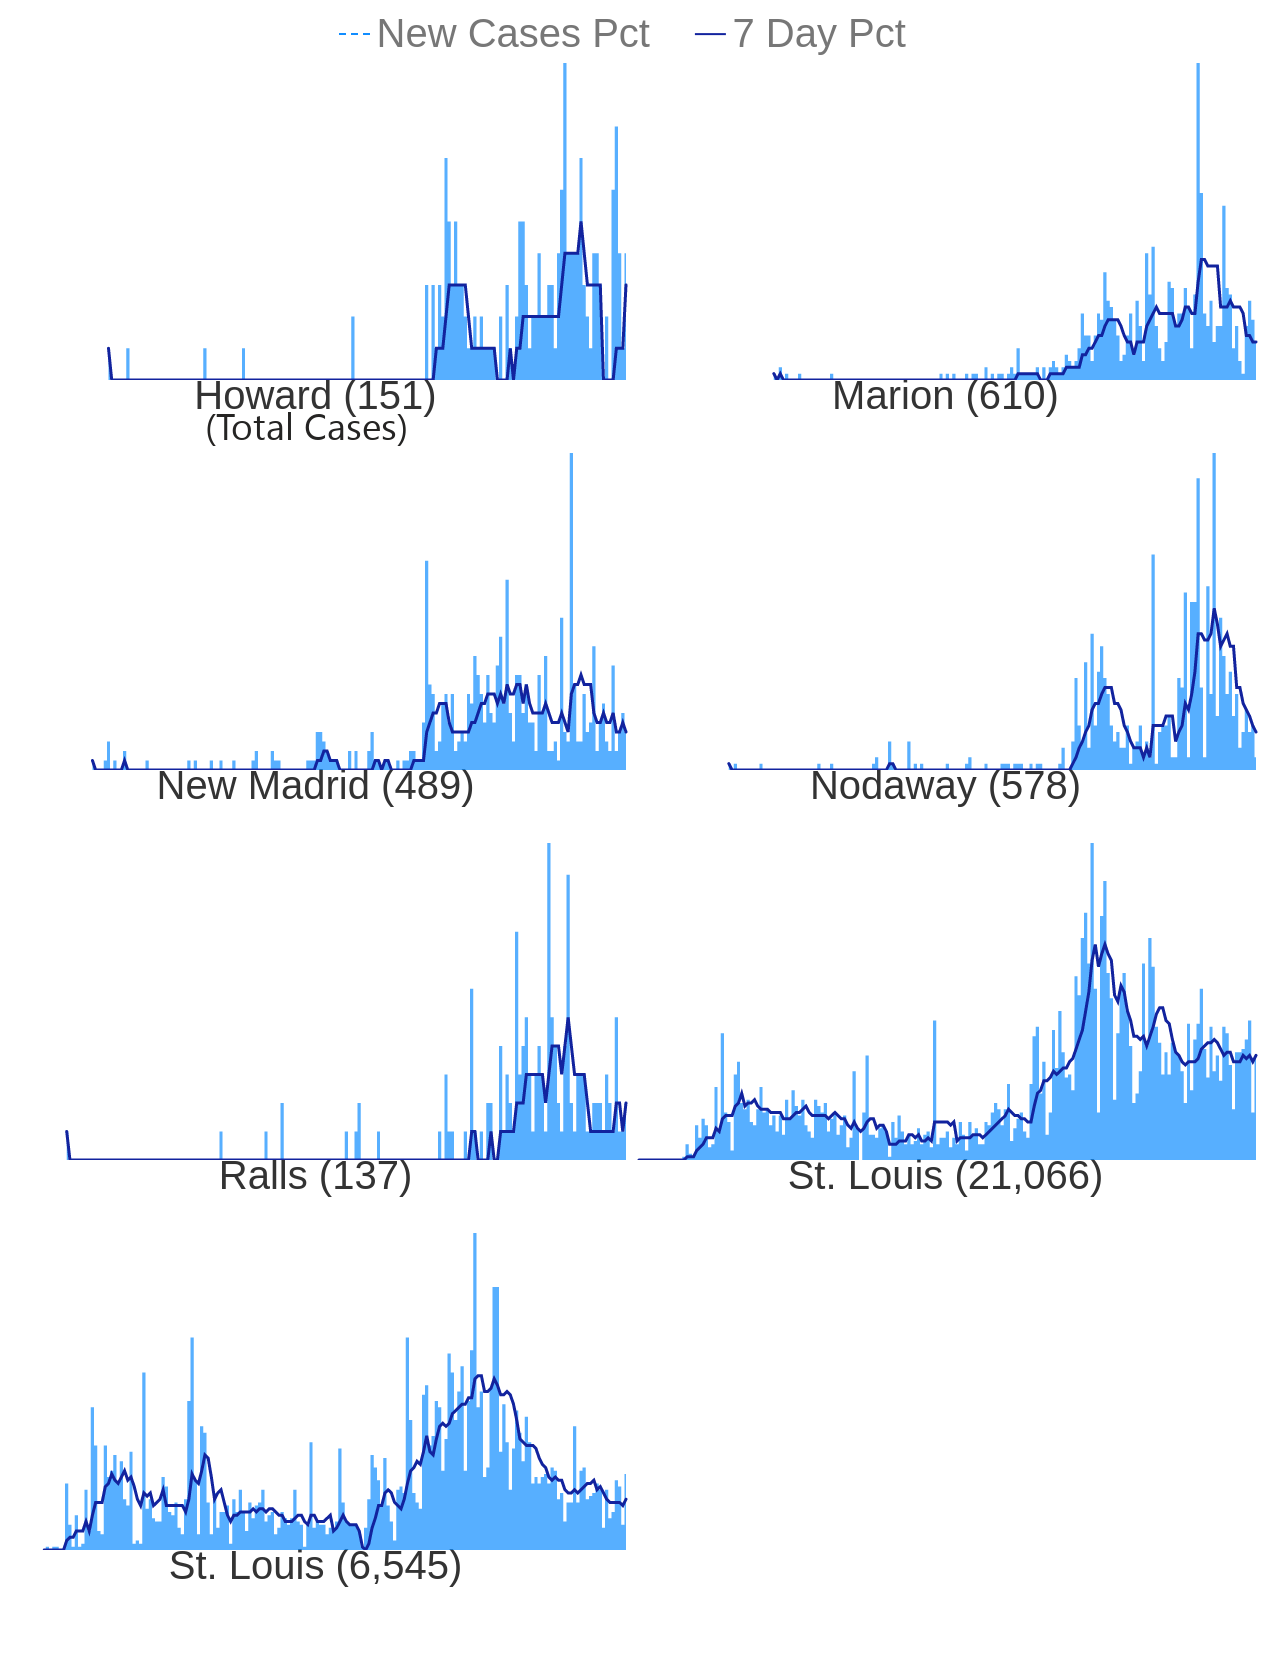 New Cases Pct 7 Day Pct
Howard (151) Marion (610)
(Total Cases)
New Madrid (489) Nodaway (578)
Ralls (137) St. Louis (21,066)
St. Louis (6,545)